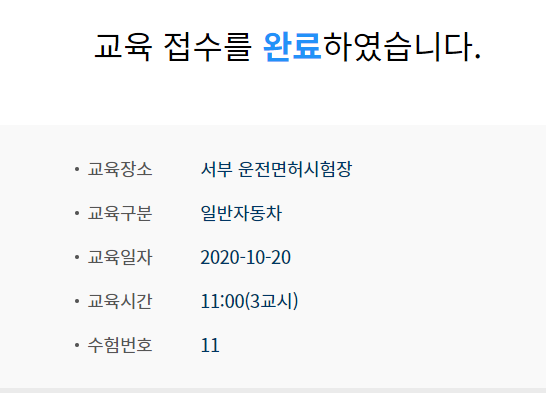 교육 접수를 완료하였습니다.
• 교육장소 서부 운전면허시험장
• 교육구분 일반자동차
• 교육일자 2020-10-20
• 교육시간 11:00(3교시)
• 수험번호 11